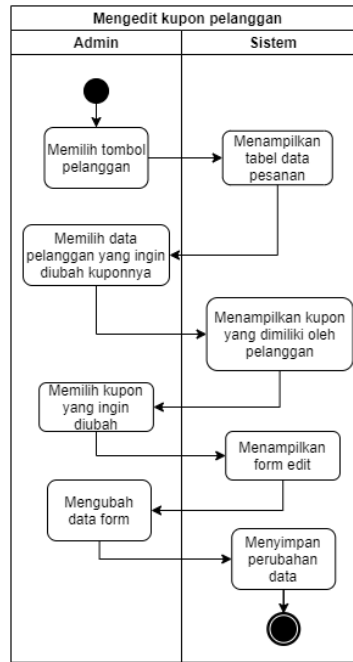 Mengedit kupon pelanggan
Admin
Sistem
Memilih tombol
pelanggan
Menampilkan
tabel data
pesanan
Memilih data
pelanggan yang ingin
diubah kuponnya
Menampilkan kupon
yang dimiliki oleh
pelanggan
Memilih kupon
yang ingin
diubah
Menampilkan
form edit
Mengubah
data form
Menyimpan
perubahan
data